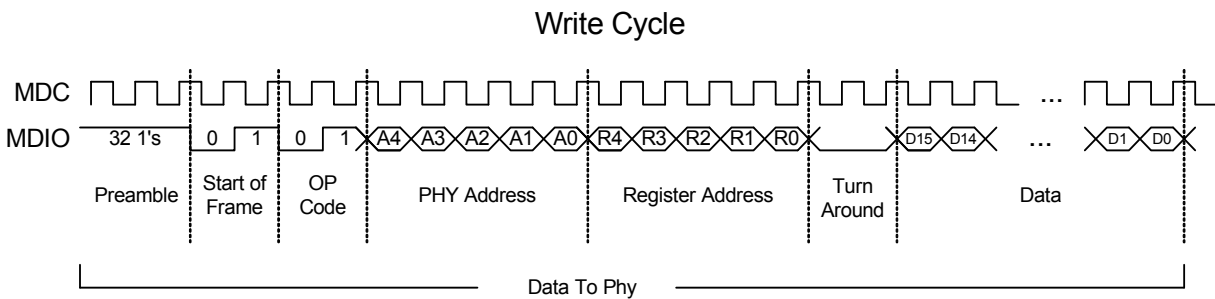 Write Cycle
MDC
...
MDIO 32 1's 0 1 0 1 A4 A3 A2 A1 A0 R4 R3 R2 R1 R0 D15 D14 ... D1 D0
Preamble
Start of
Frame
OP
Code
PHY Address
Register Address
Turn
Around
Data
Data To Phy